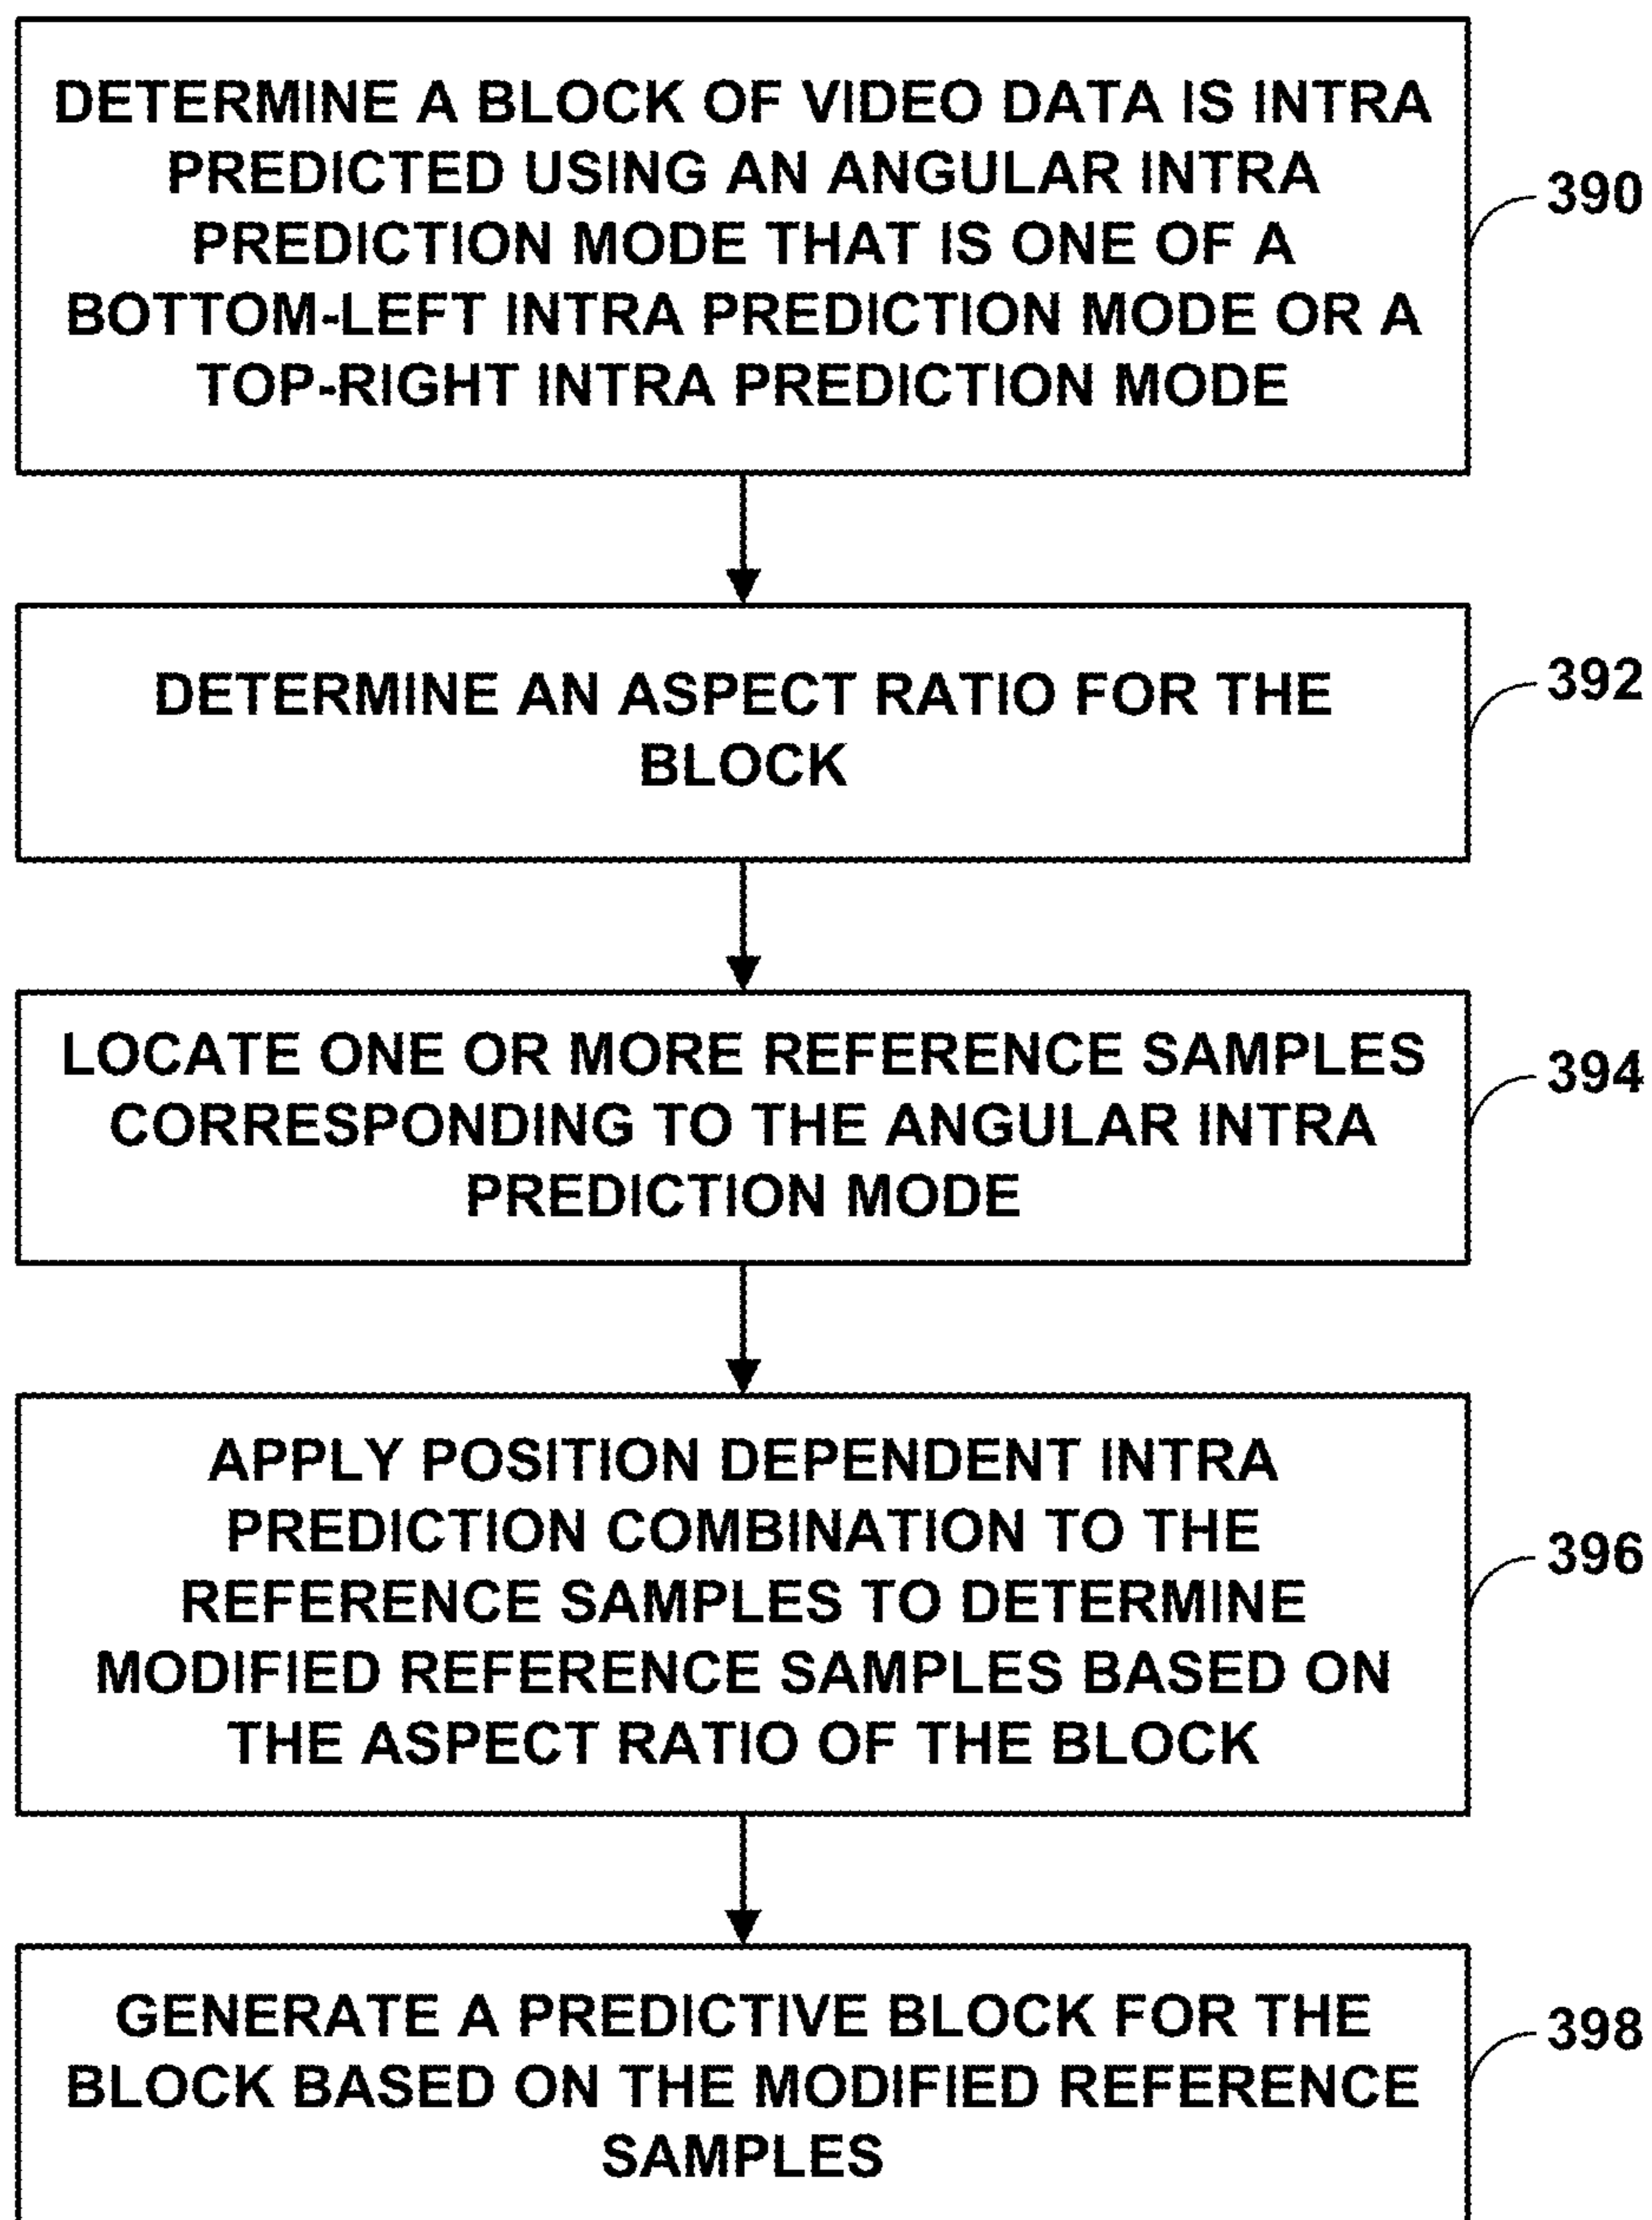 DETERMINE A BLOCK OF VIDEO DATA IS INTRA
PREDICTED USING AN ANGULAR INTRA
PREDICTION MODE THAT IS ONE OF A
BOTTOM-LEFT INTRA PREDICTION MODE OR A
TOP-RIGHT INTRA PREDICTION MODE
390
DETERMINE AN ASPECT RATIO FOR THE
BLOCK
392
LOCATE ONE OR MORE REFERENCE SAMPLES
CORRESPONDING TO THE ANGULAR INTRA
PREDICTION MODE
394
APPLY POSITION DEPENDENT INTRA
PREDICTION COMBINATION TO THE
REFERENCE SAMPLES TO DETERMINE
MODIFIED REFERENCE SAMPLES BASED ON
THE ASPECT RATIO OF THE BLOCK
396
GENERATE A PREDICTIVE BLOCK FOR THE
BLOCK BASED ON THE MODIFIED REFERENCE
SAMPLES
398